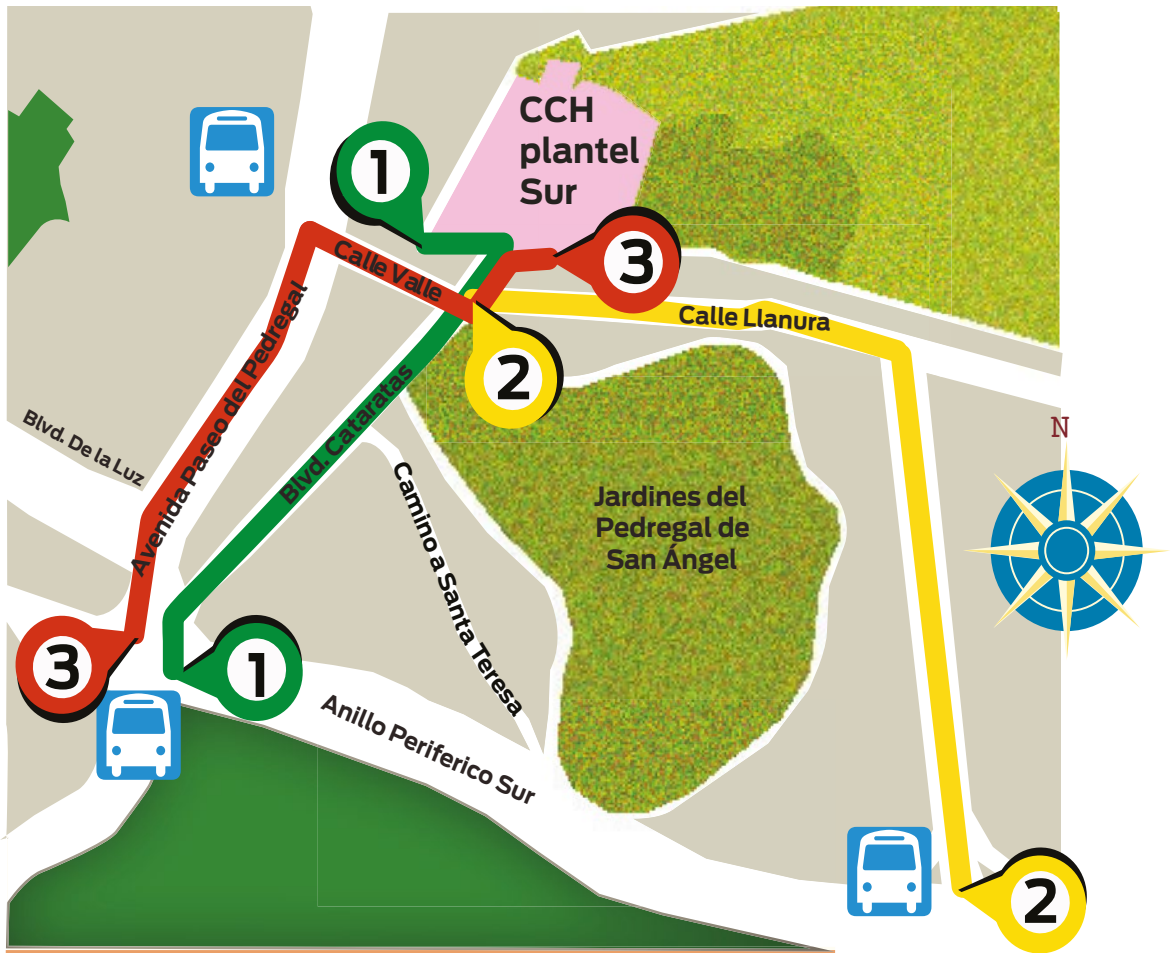 CCH
plantel
Sur
1
3
Calle Valle
Calle Llanura
2
Avenida Paseo del Pedregal
Blvd. Cataratas
Blvd. De la Luz
N
Camino a Santa Teresa
Jardines del
Pedregal de
San Ángel
3
1
Anillo Periferico Sur
2